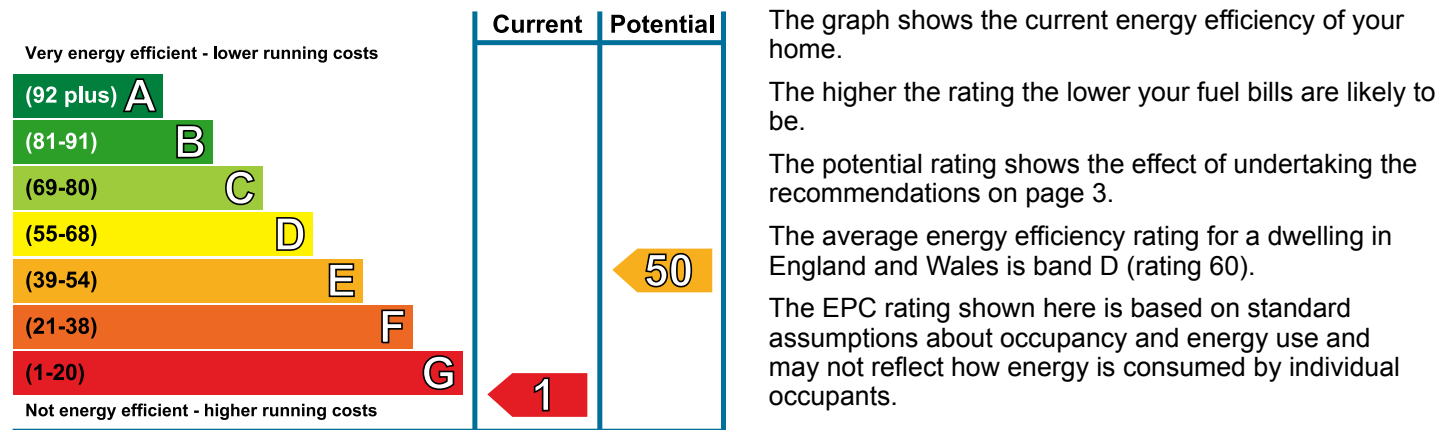 Current Potential
Very energy efficient - lower running costs
(92 plus) A
(81-91) B
(69-80) C
(55-68) D
(39-54) E
50
(21-38) F
(1-20) G
1
Not energy efficient - higher running costs
The graph shows the current energy efficiency of your
home.
The higher the rating the lower your fuel bills are likely to
be.
The potential rating shows the effect of undertaking the
recommendations on page 3.
The average energy efficiency rating for a dwelling in
England and Wales is band D (rating 60).
The EPC rating shown here is based on standard
assumptions about occupancy and energy use and
may not reflect how energy is consumed by individual
occupants.